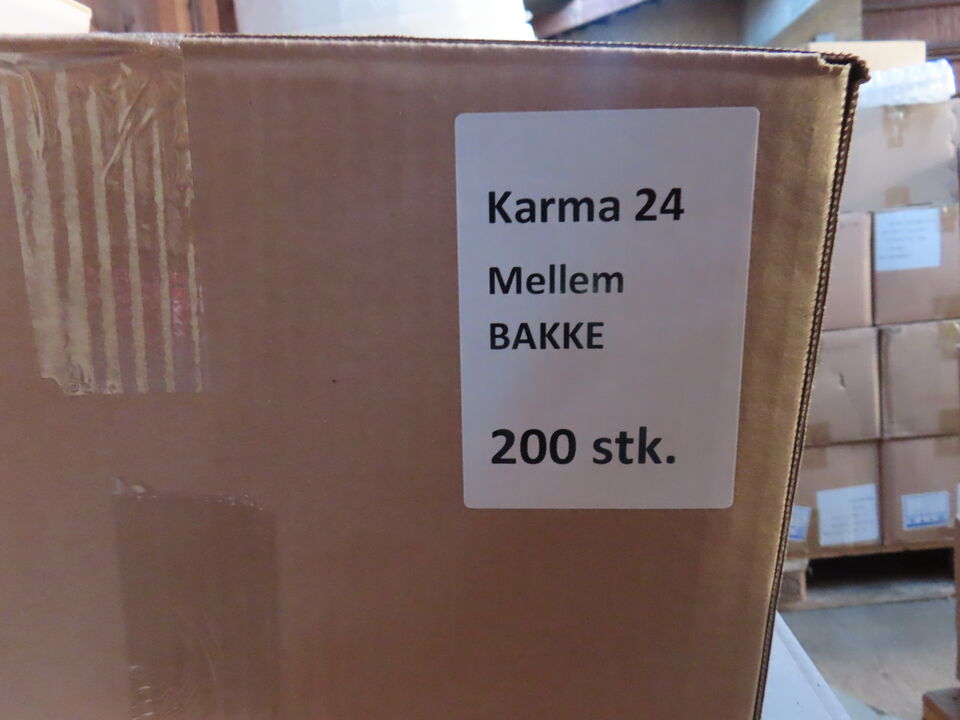 Karma 24
Mellem
BAKKE
200 stk.